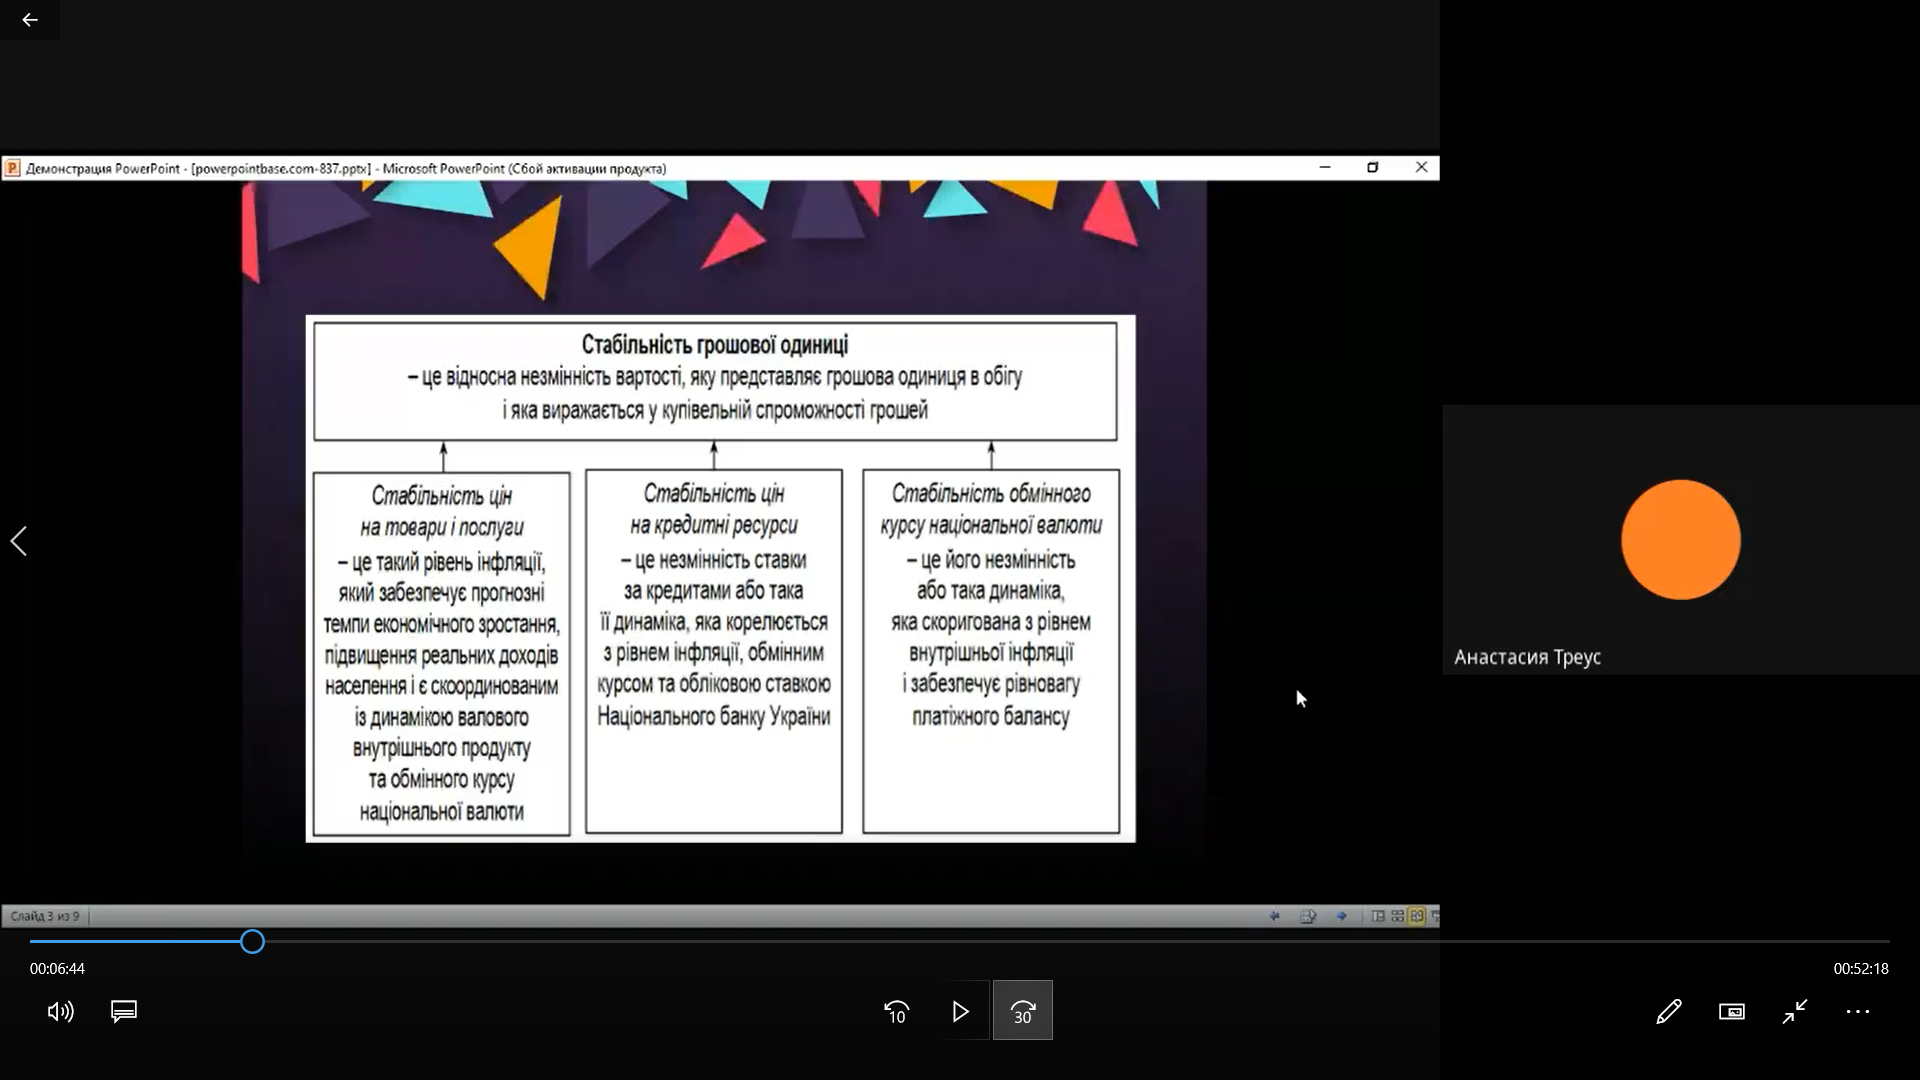 Демонстрация PowerPoint - [powerpointbase.com-837.pptx] - Microsoft PowerPoint (Сбой активации продукта)
Стабільність грошової одиниці
– це відносна незмінність вартості, яку представляє грошова одиниця в обігу
і яка виражається у купівельній спроможності грошей
Стабільність цін
на товари і послуги
– це такий рівень інфляції,
який забезпечує прогнозні
темпи економічного зростання,
підвищення реальних доходів
населення і є скоординованим
із динамікою валового
внутрішнього продукту
та обмінного курсу
національної валюти
Стабільність цін
на кредитні ресурси
– це незмінність ставки
за кредитами або така
її динаміка, яка корелюється
з рівнем інфляції, обмінним
курсом та обліковою ставкою
Національного банку України
Стабільність обмінного
курсу національної валюти
– це його незмінність
або така динаміка,
яка скоригована з рівнем
внутрішньої інфляції
і забезпечує рівновагу
платіжного балансу
Анастасия Треус
Слайд 3 из 9
00:06:44
00:52:18
10
30